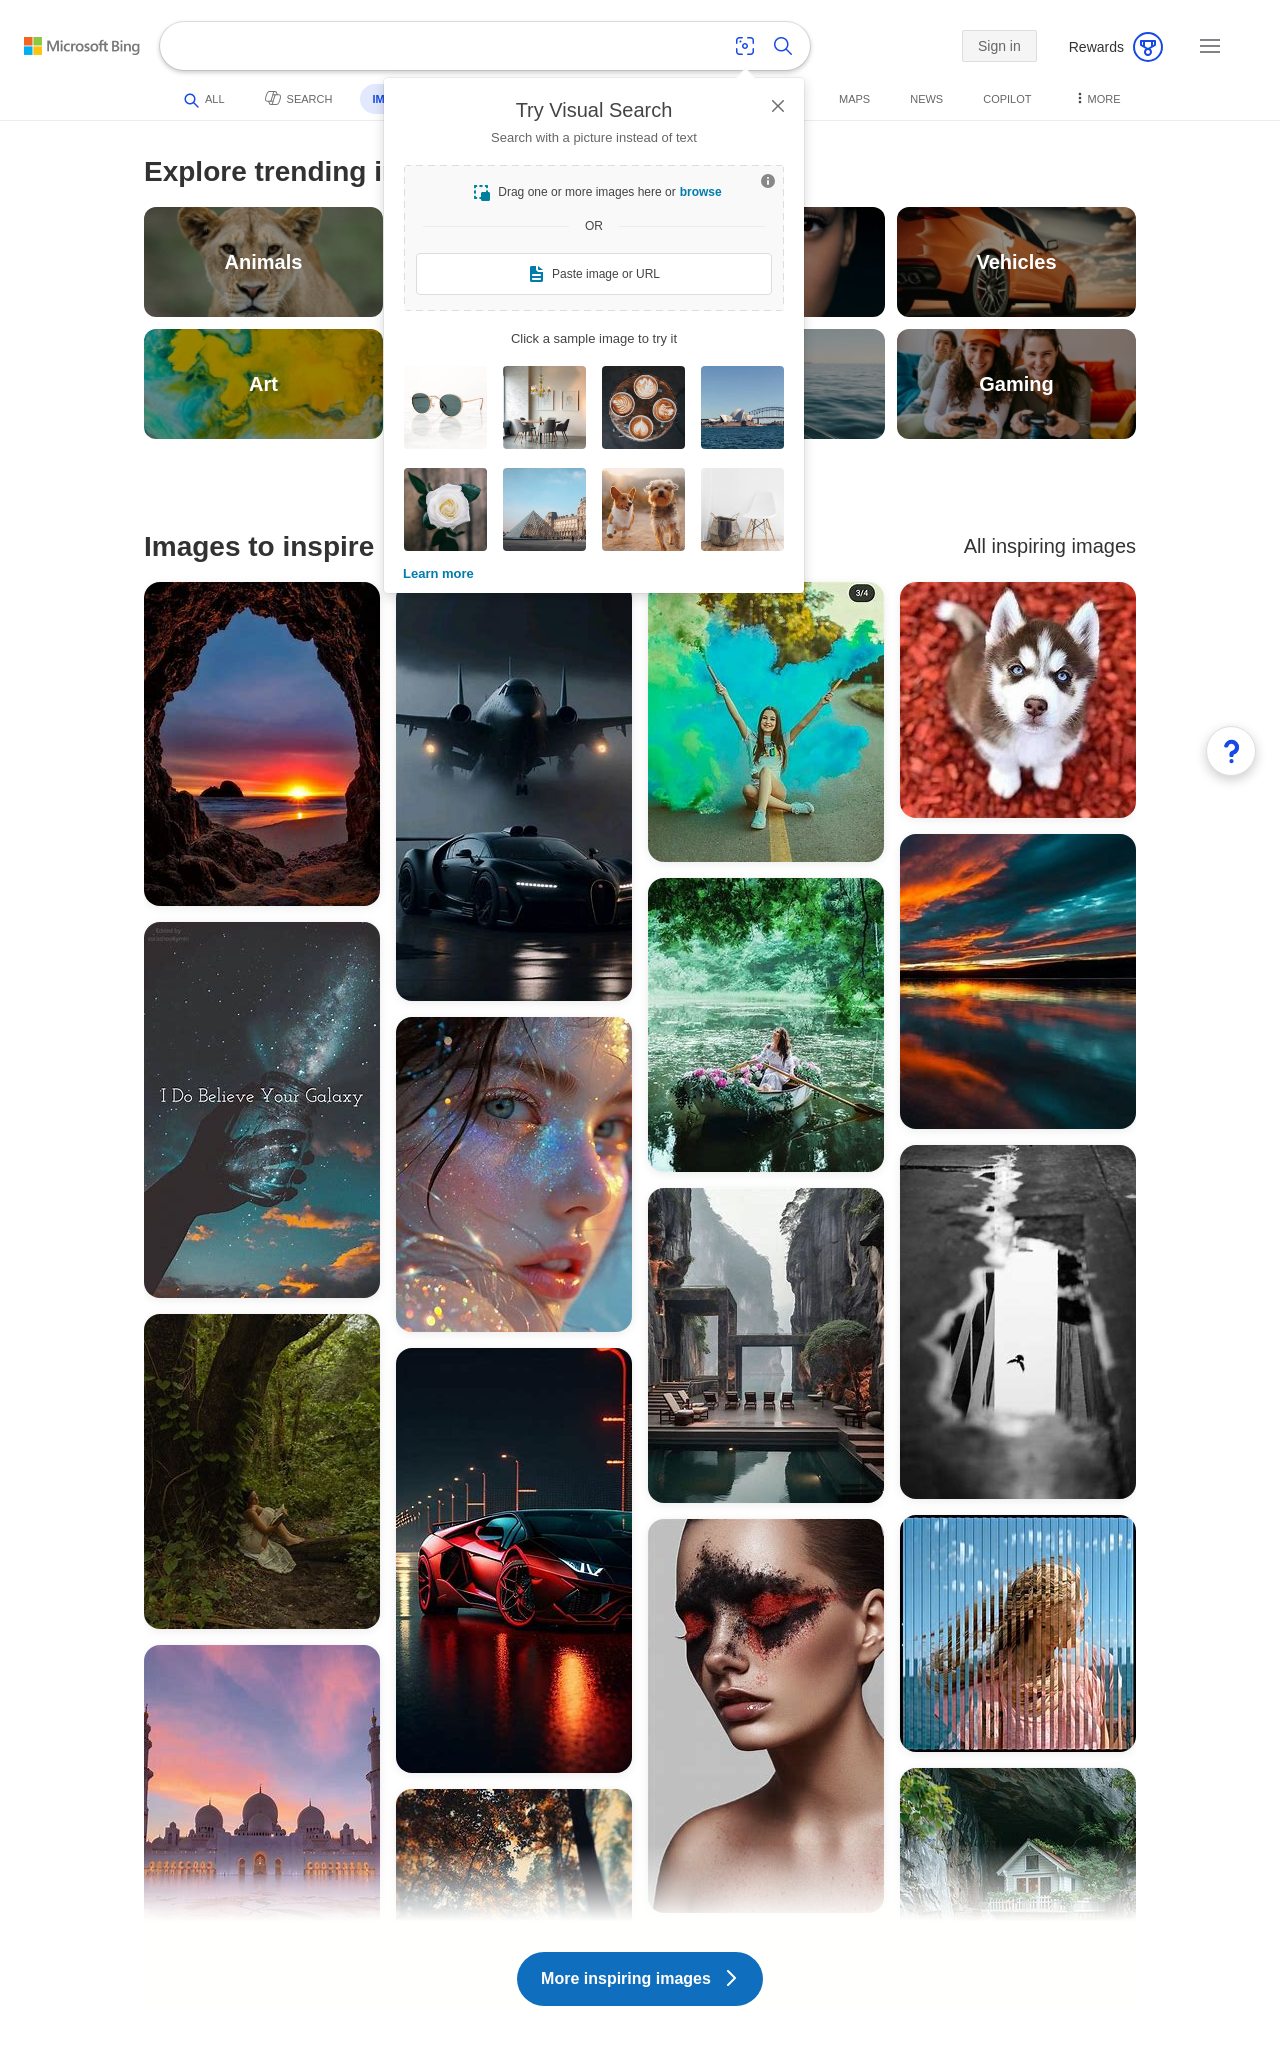 Microsoft Bing
Sign in
Rewards
ALL
SEARCH
IM
MAPS
NEWS
COPILOT
MORE
Try Visual Search
Search with a picture instead of text
Drag one or more images here or browse
OR
Paste image or URL
Click a sample image to try it
Learn more
Explore trending i
Animals
Vehicles
Art
Gaming
Images to inspire
All inspiring images
3/4
?
Edited by
I Do Believe Your Galaxy
More inspiring images